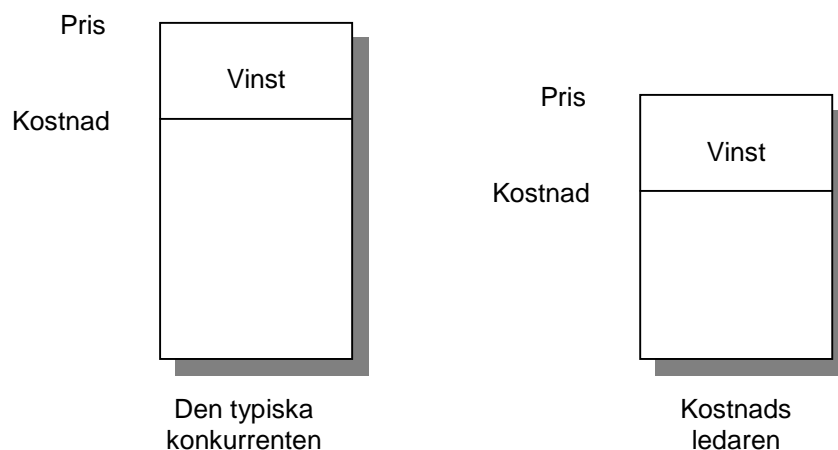 Pris
Vinst
Kostnad
Den typiska
konkurrenten
Pris
Vinst
Kostnad
Kostnads
ledaren